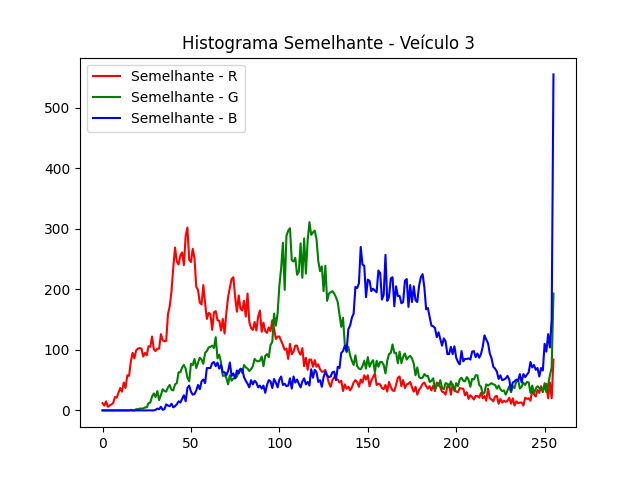 Histograma Semelhante - Veículo 3
Semelhante - R
Semelhante - G
Semelhante - B
500
400
300
200
100
0
0 50 100 150 200 250